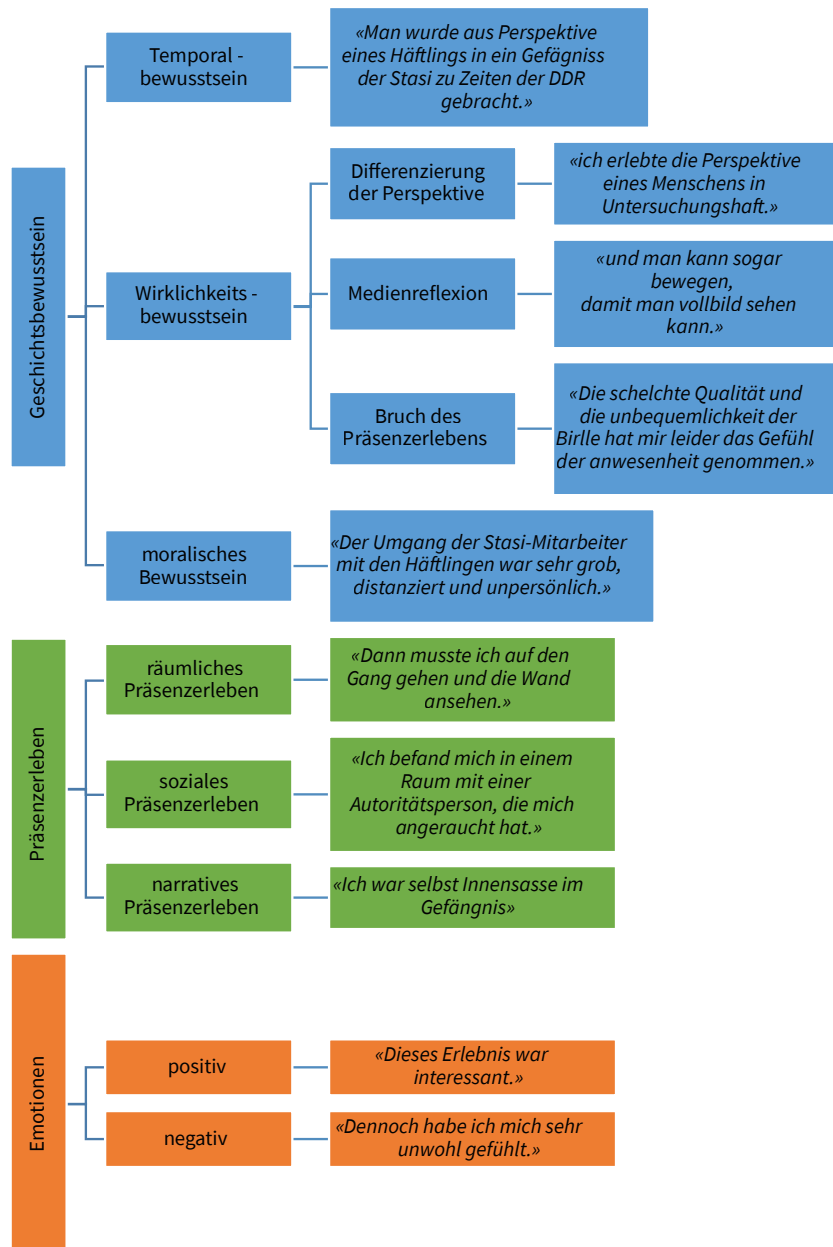 Geschichtsbewusstsein
Temporal -
bewusstsein
«Man wurde aus Perspektive
eines Häftlings in ein Gefägniss
der Stasi zu Zeiten der DDR
gebracht.»
Wirklichkeits -
bewusstsein
Differenzierung
der Perspektive
«ich erlebte die Perspektive
eines Menschens in
Untersuchungshaft.»
Medienreflexion
«und man kann sogar
bewegen,
damit man vollbild sehen
kann.»
Bruch des
Präsenzerlebens
«Die schelchte Qualität und
die unbequemlichkeit der
Birlle hat mir leider das Gefühl
der anwesenheit genommen.»
moralisches
Bewusstsein
«Der Umgang der Stasi-Mitarbeiter
mit den Häftlingen war sehr grob,
distanziert und unpersönlich.»
Präsenzerleben
räumliches
Präsenzerleben
«Dann musste ich auf den
Gang gehen und die Wand
ansehen.»
soziales
Präsenzerleben
«Ich befand mich in einem
Raum mit einer
Autoritätsperson, die mich
angeraucht hat.»
narratives
Präsenzerleben
«Ich war selbst Innensasse im
Gefängnis»
Emotionen
positiv
«Dieses Erlebnis war
interessant.»
negativ
«Dennoch habe ich mich sehr
unwohl gefühlt.»